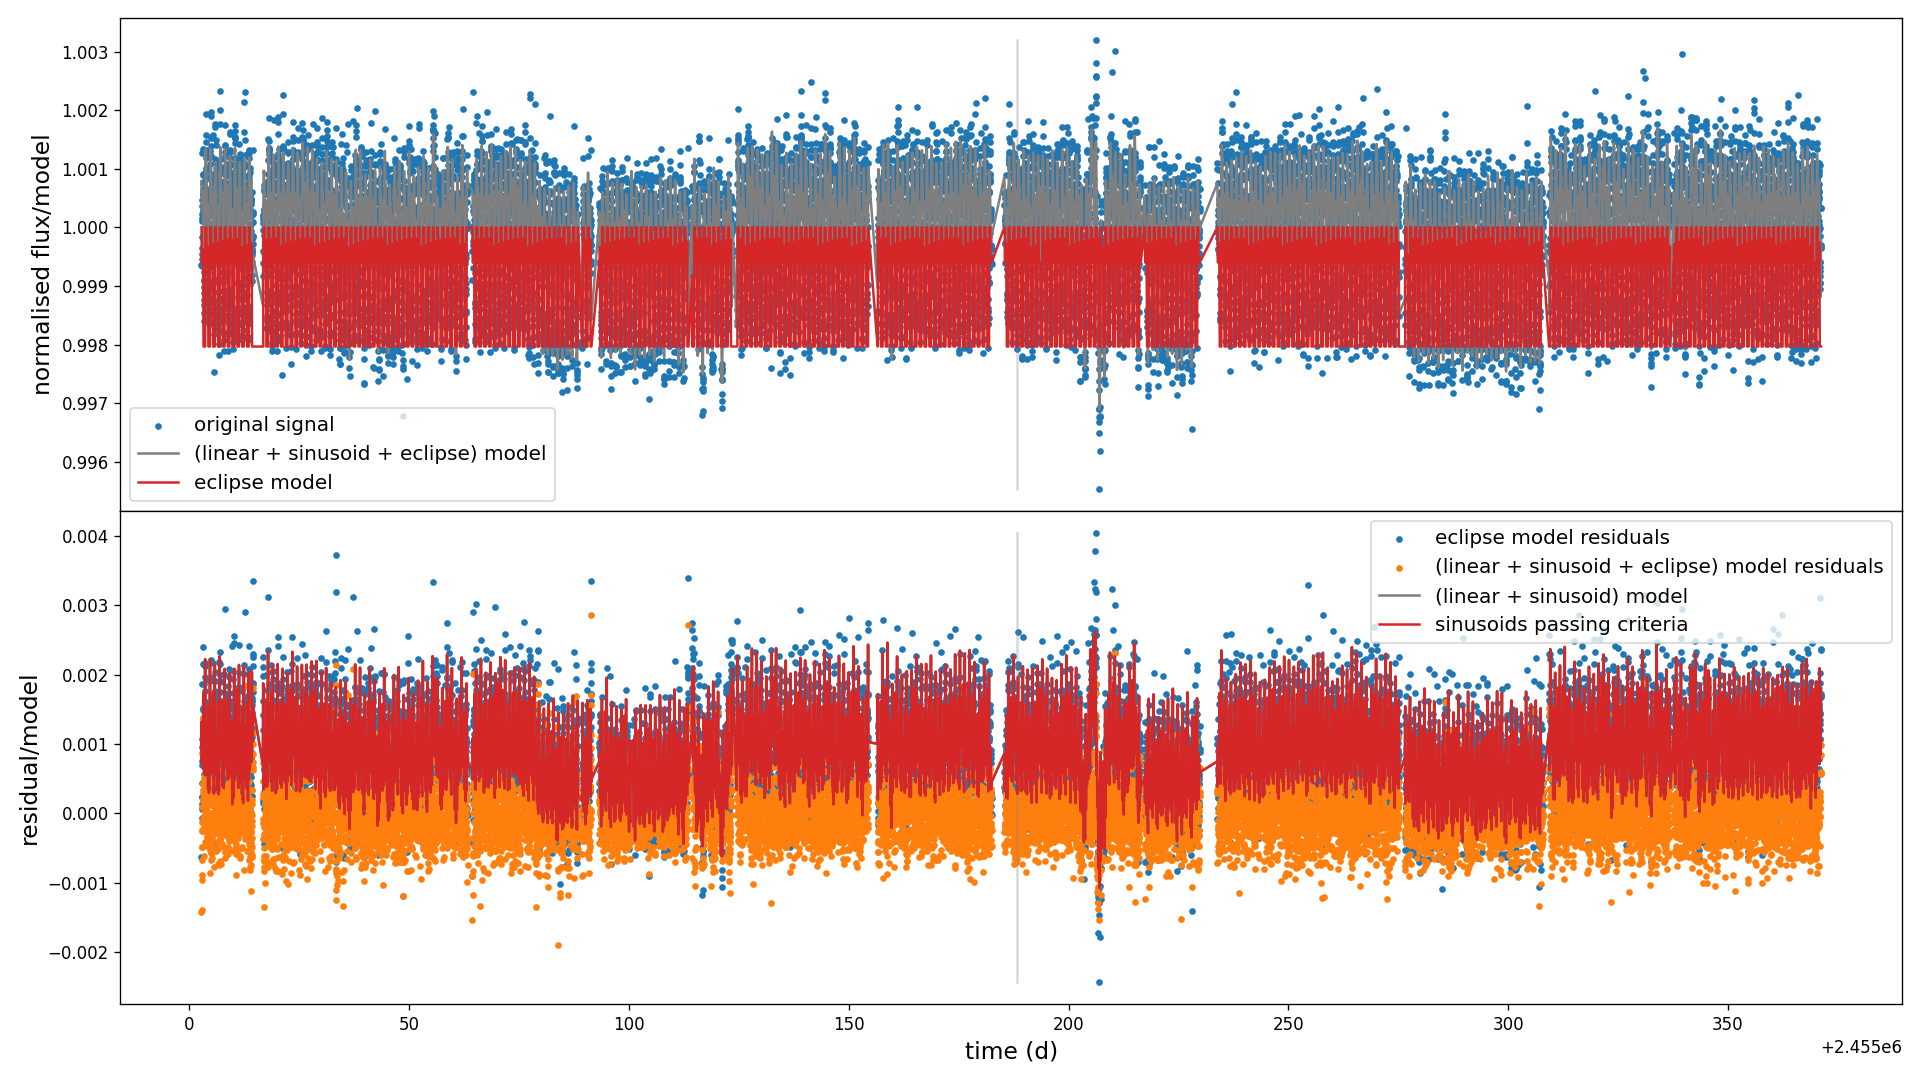 normalised flux/model
1.003
1.002
1.001
1.000
0.999
0.998
0.997
0.996
original signal
(linear + sinusoid + eclipse) model
eclipse model
residual/model
0.004
0.003
0.002
0.001
0.000
−0.001
−0.002
eclipse model residuals
(linear + sinusoid + eclipse) model residuals
(linear + sinusoid) model
sinusoids passing criteria
0 50 100 150 200 250 300 350
time (d)
+2.455e6